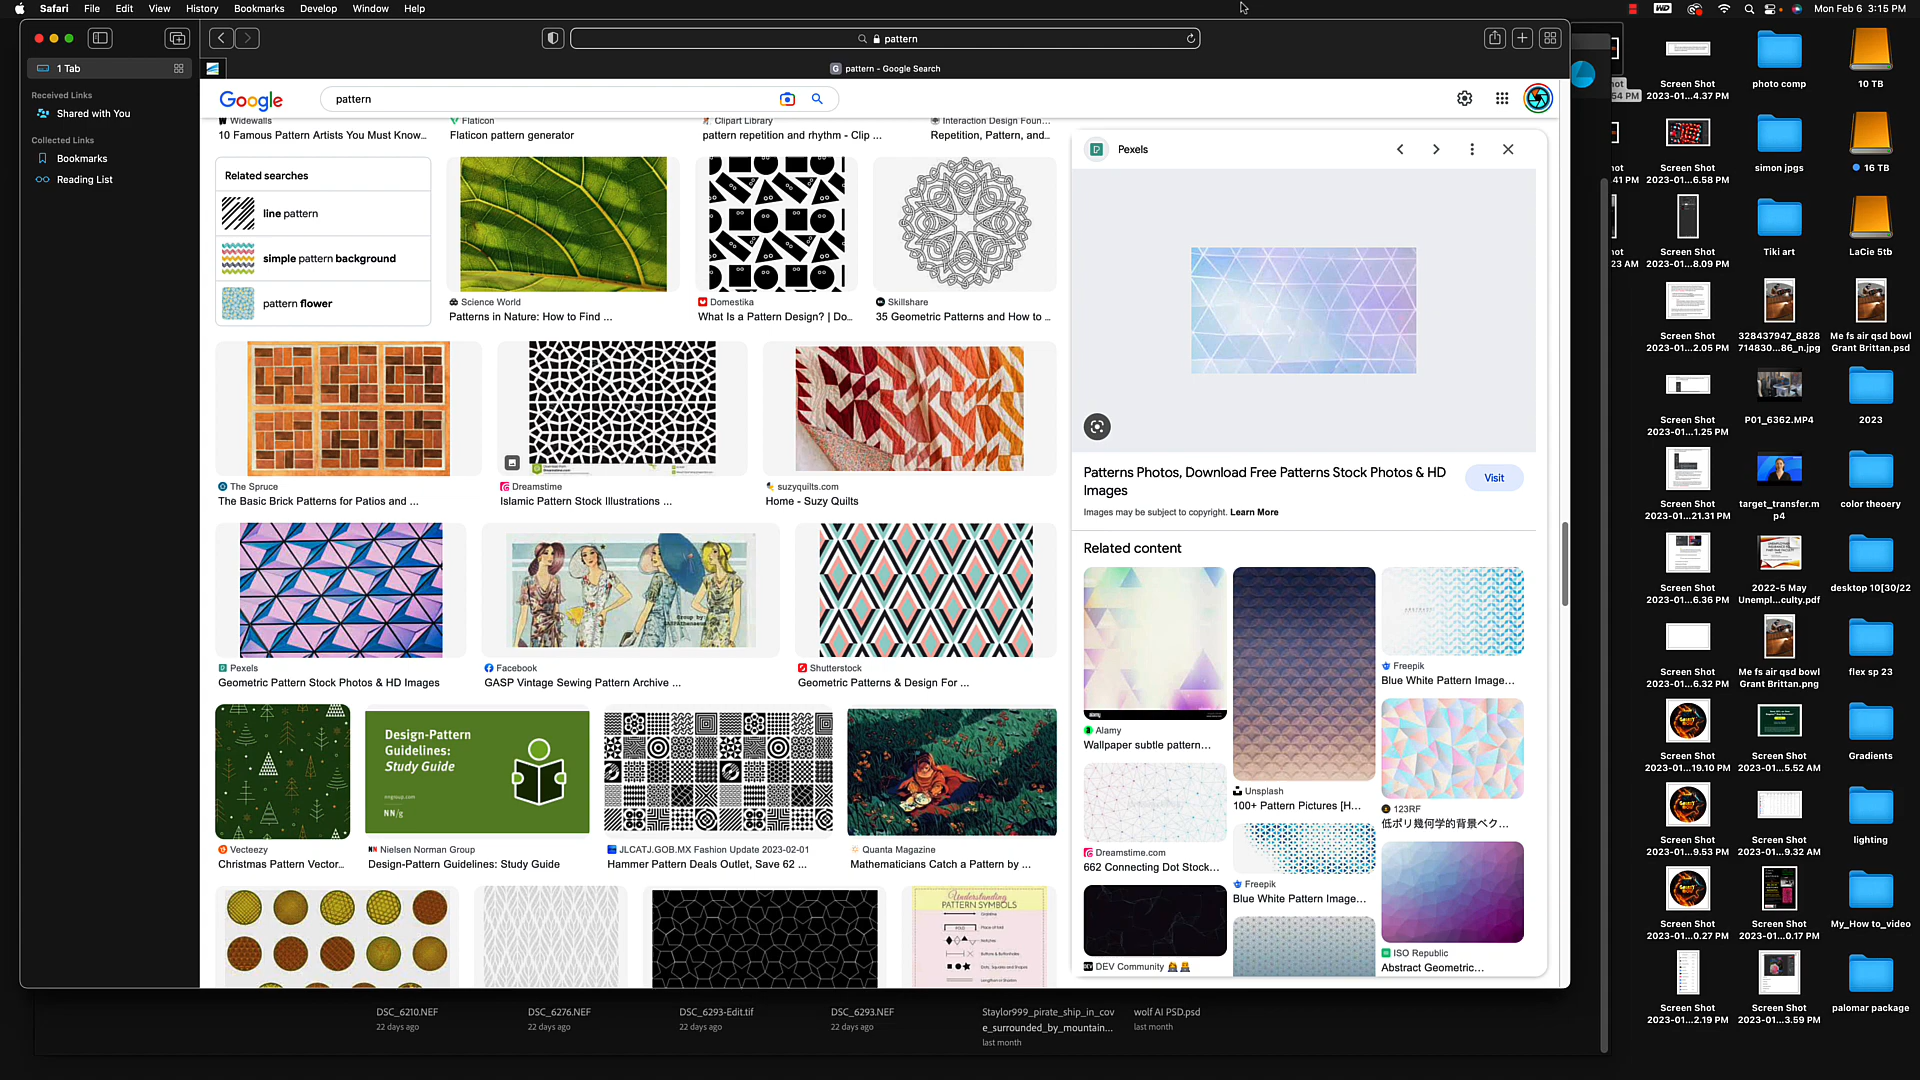 Safari File Edit View History Bookmarks Develop Window Help
Mon Feb 6 3:15 PM
pattern
1 Tab
pattern - Google Search
Received Links
Shared with You
Collected Links
Bookmarks
Reading List
Google
pattern
Widewalls
10 Famous Pattern Artists You Must Know...
Flaticon
Flaticon pattern generator
Clipart Library
pattern repetition and rhythm - Clip ...
Interaction Design Foun...
Repetition, Pattern, and...
Related searches
line pattern
simple pattern background
pattern flower
Science World
Patterns in Nature: How to Find ...
Domestika
What Is a Pattern Design? | Do...
Skillshare
35 Geometric Patterns and How to ...
The Spruce
The Basic Brick Patterns for Patios and ...
Dreamstime
Islamic Pattern Stock Illustrations ...
suzyquilts.com
Home - Suzy Quilts
Pexels
Geometric Pattern Stock Photos & HD Images
Group by
Facebook
GASP Vintage Sewing Pattern Archive ...
Shutterstock
Geometric Patterns & Design For ...
Vecteezy
Christmas Pattern Vector...
Design-Pattern
Guidelines:
Study Guide
nngroup.com
NN/g
Nielsen Norman Group
Design-Pattern Guidelines: Study Guide
JLCATJ.GOB.MX Fashion Update 2023-02-01
Hammer Pattern Deals Outlet, Save 62 ...
Quanta Magazine
Mathematicians Catch a Pattern by ...
Understanding
PATTERN SYMBOLS
Pexels
Patterns Photos, Download Free Patterns Stock Photos & HD
Images
Visit
Images may be subject to copyright. Learn More
Related content
alamy
Alamy
Wallpaper subtle pattern...
Dreamstime.com
662 Connecting Dot Stock...
DEV Community
Unsplash
100+ Pattern Pictures [H...
Freepik
Blue White Pattern Image...
Freepik
Blue White Pattern Image...
123RF
低ポリ幾何学的背景ベク...
ISO Republic
Abstract Geometric...
DSC_6210.NEF
22 days ago
DSC_6276.NEF
22 days ago
DSC_6293-Edit.tif
22 days ago
DSC_6293.NEF
22 days ago
Staylor999_pirate_ship_in_cov
e_surrounded_by_mountain...
last month
wolf AI PSD.psd
last month
Screen Shot
2023-01...4.37 PM
photo comp
10 TB
Screen Shot
2023-01...6.58 PM
simon jpgs
16 TB
Screen Shot
2023-01...8.09 PM
Tiki art
LaCie 5tb
Screen Shot
2023-01...2.05 PM
328437947_8828
714830...86_n.jpg
Me fs air qsd bowl
Grant Brittan.psd
Screen Shot
2023-01...1.25 PM
P01_6362.MP4
2023
Screen Shot
2023-01...21.31 PM
target_transfer.m
p4
color theoery
Screen Shot
2023-01...6.36 PM
2022-5 May
Unempl...culty.pdf
desktop 10[30/22
Screen Shot
2023-01...6.32 PM
Me fs air qsd bowl
Grant Brittan.png
flex sp 23
Screen Shot
2023-01...19.10 PM
Screen Shot
2023-01...5.52 AM
Gradients
Screen Shot
2023-01...9.53 PM
Screen Shot
2023-01...9.32 AM
lighting
Screen Shot
2023-01...0.27 PM
Screen Shot
2023-01...0.17 PM
My_How to_video
Screen Shot
2023-01...2.19 PM
Screen Shot
2023-01...3.59 PM
palomar package